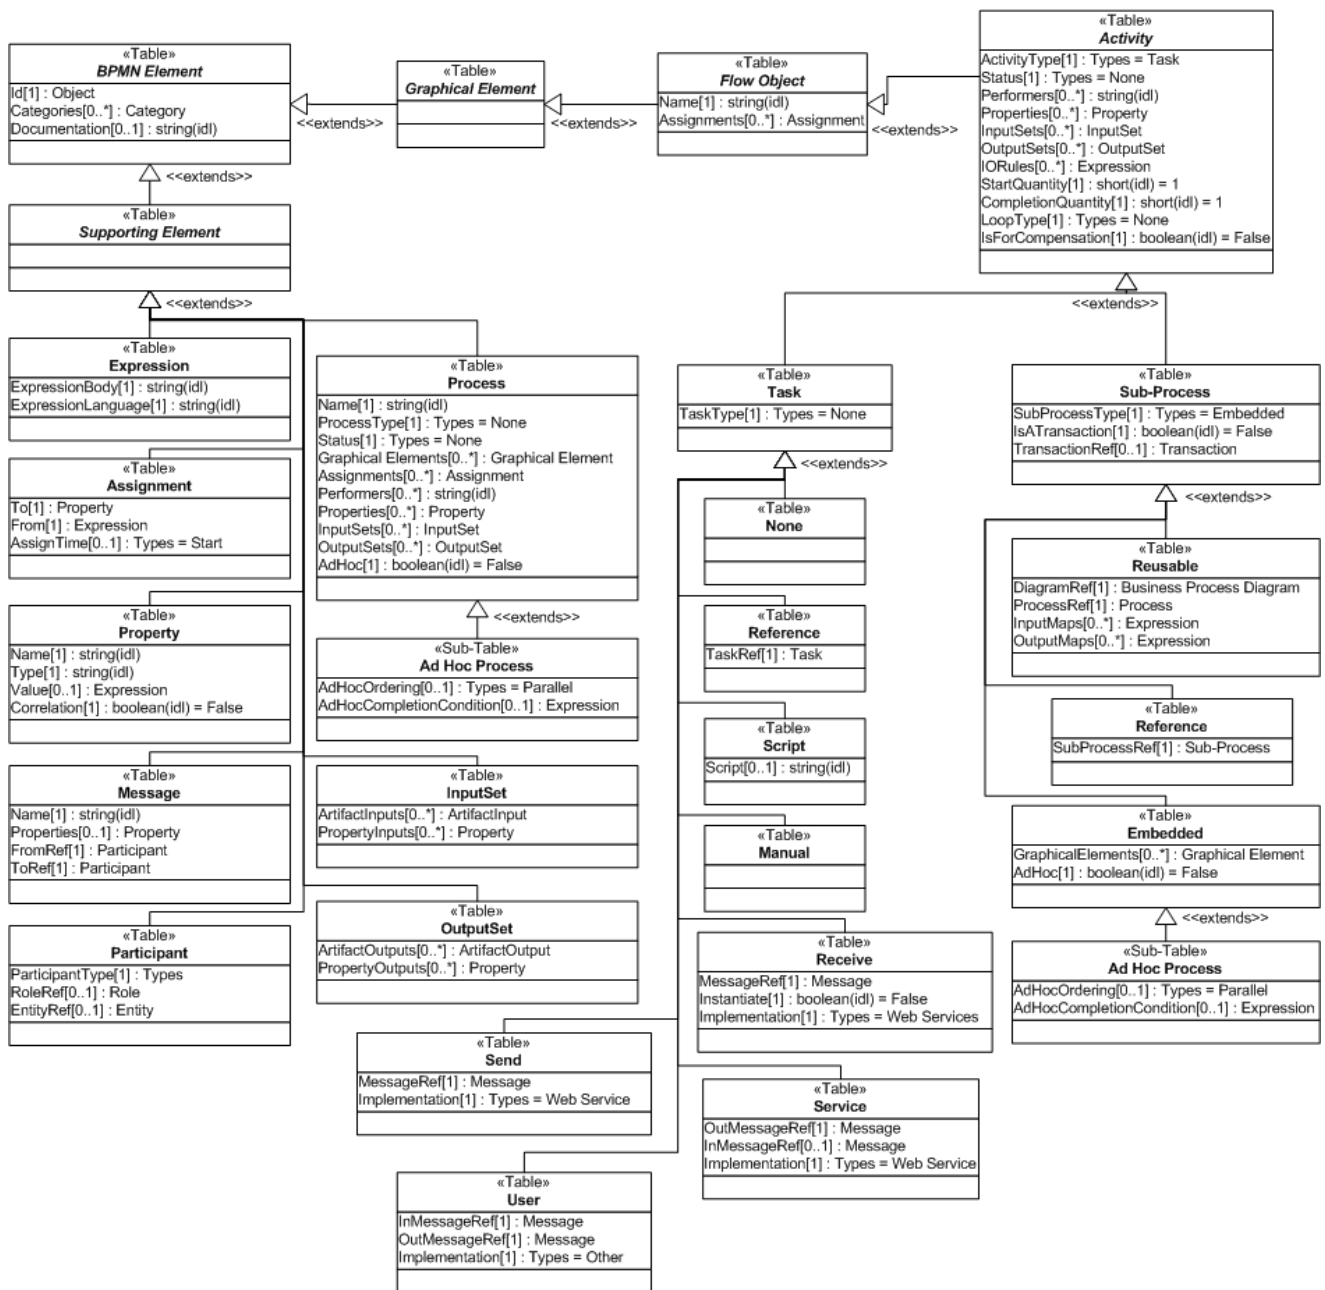 «Table»
BPMN Element
Id[1] : Object
Categories[0..*] : Category
Documentation[0..1] : string(idl)
<<extends>>
«Table»
Graphical Element
<<extends>>
«Table»
Flow Object
Name[1] : string(idl)
Assignments[0..*] : Assignment
<<extends>>
«Table»
Activity
ActivityType[1] : Types = Task
Status[1] : Types = None
Performers[0..*] : string(idl)
Properties[0..*] : Property
InputSets[0..*] : InputSet
OutputSets[0..*] : OutputSet
IORules[0..*] : Expression
StartQuantity[1] : short(idl) = 1
CompletionQuantity[1] : short(idl) = 1
LoopType[1] : Types = None
IsForCompensation[1] : boolean(idl) = False
<<extends>>
<<extends>>
«Table»
Supporting Element
<<extends>>
«Table»
Expression
ExpressionBody[1] : string(idl)
ExpressionLanguage[1] : string(idl)
«Table»
Assignment
To[1] : Property
From[1] : Expression
AssignTime[0..1] : Types = Start
«Table»
Property
Name[1] : string(idl)
Type[1] : string(idl)
Value[0..1] : Expression
Correlation[1] : boolean(idl) = False
«Table»
Message
Name[1] : string(idl)
Properties[0..1] : Property
FromRef[1] : Participant
ToRef[1] : Participant
«Table»
Participant
ParticipantType[1] : Types
RoleRef[0..1] : Role
EntityRef[0..1] : Entity
«Table»
Process
Name[1] : string(idl)
ProcessType[1] : Types = None
Status[1] : Types = None
Graphical Elements[0..*] : Graphical Element
Assignments[0..*] : Assignment
Performers[0..*] : string(idl)
Properties[0..*] : Property
InputSets[0..*] : InputSet
OutputSets[0..*] : OutputSet
AdHoc[1] : boolean(idl) = False
<<extends>>
«Sub-Table»
Ad Hoc Process
AdHocOrdering[0..1] : Types = Parallel
AdHocCompletionCondition[0..1] : Expression
«Table»
InputSet
ArtifactInputs[0..*] : ArtifactInput
PropertyInputs[0..*] : Property
«Table»
OutputSet
ArtifactOutputs[0..*] : ArtifactOutput
PropertyOutputs[0..*] : Property
«Table»
Task
TaskType[1] : Types = None
<<extends>>
«Table»
None
«Table»
Reference
TaskRef[1] : Task
«Table»
Script
Script[0..1] : string(idl)
«Table»
Manual
«Table»
Receive
MessageRef[1] : Message
Instantiate[1] : boolean(idl) = False
Implementation[1] : Types = Web Services
«Table»
Send
MessageRef[1] : Message
Implementation[1] : Types = Web Service
«Table»
Service
OutMessageRef[1] : Message
InMessageRef[0..1] : Message
Implementation[1] : Types = Web Service
«Table»
User
InMessageRef[1] : Message
OutMessageRef[1] : Message
Implementation[1] : Types = Other
«Table»
Sub-Process
SubProcessType[1] : Types = Embedded
IsATransaction[1] : boolean(idl) = False
TransactionRef[0..1] : Transaction
<<extends>>
«Table»
Reusable
DiagramRef[1] : Business Process Diagram
ProcessRef[1] : Process
InputMaps[0..*] : Expression
OutputMaps[0..*] : Expression
«Table»
Reference
SubProcessRef[1] : Sub-Process
«Table»
Embedded
GraphicalElements[0..*] : Graphical Element
AdHoc[1] : boolean(idl) = False
<<extends>>
«Sub-Table»
Ad Hoc Process
AdHocOrdering[0..1] : Types = Parallel
AdHocCompletionCondition[0..1] : Expression